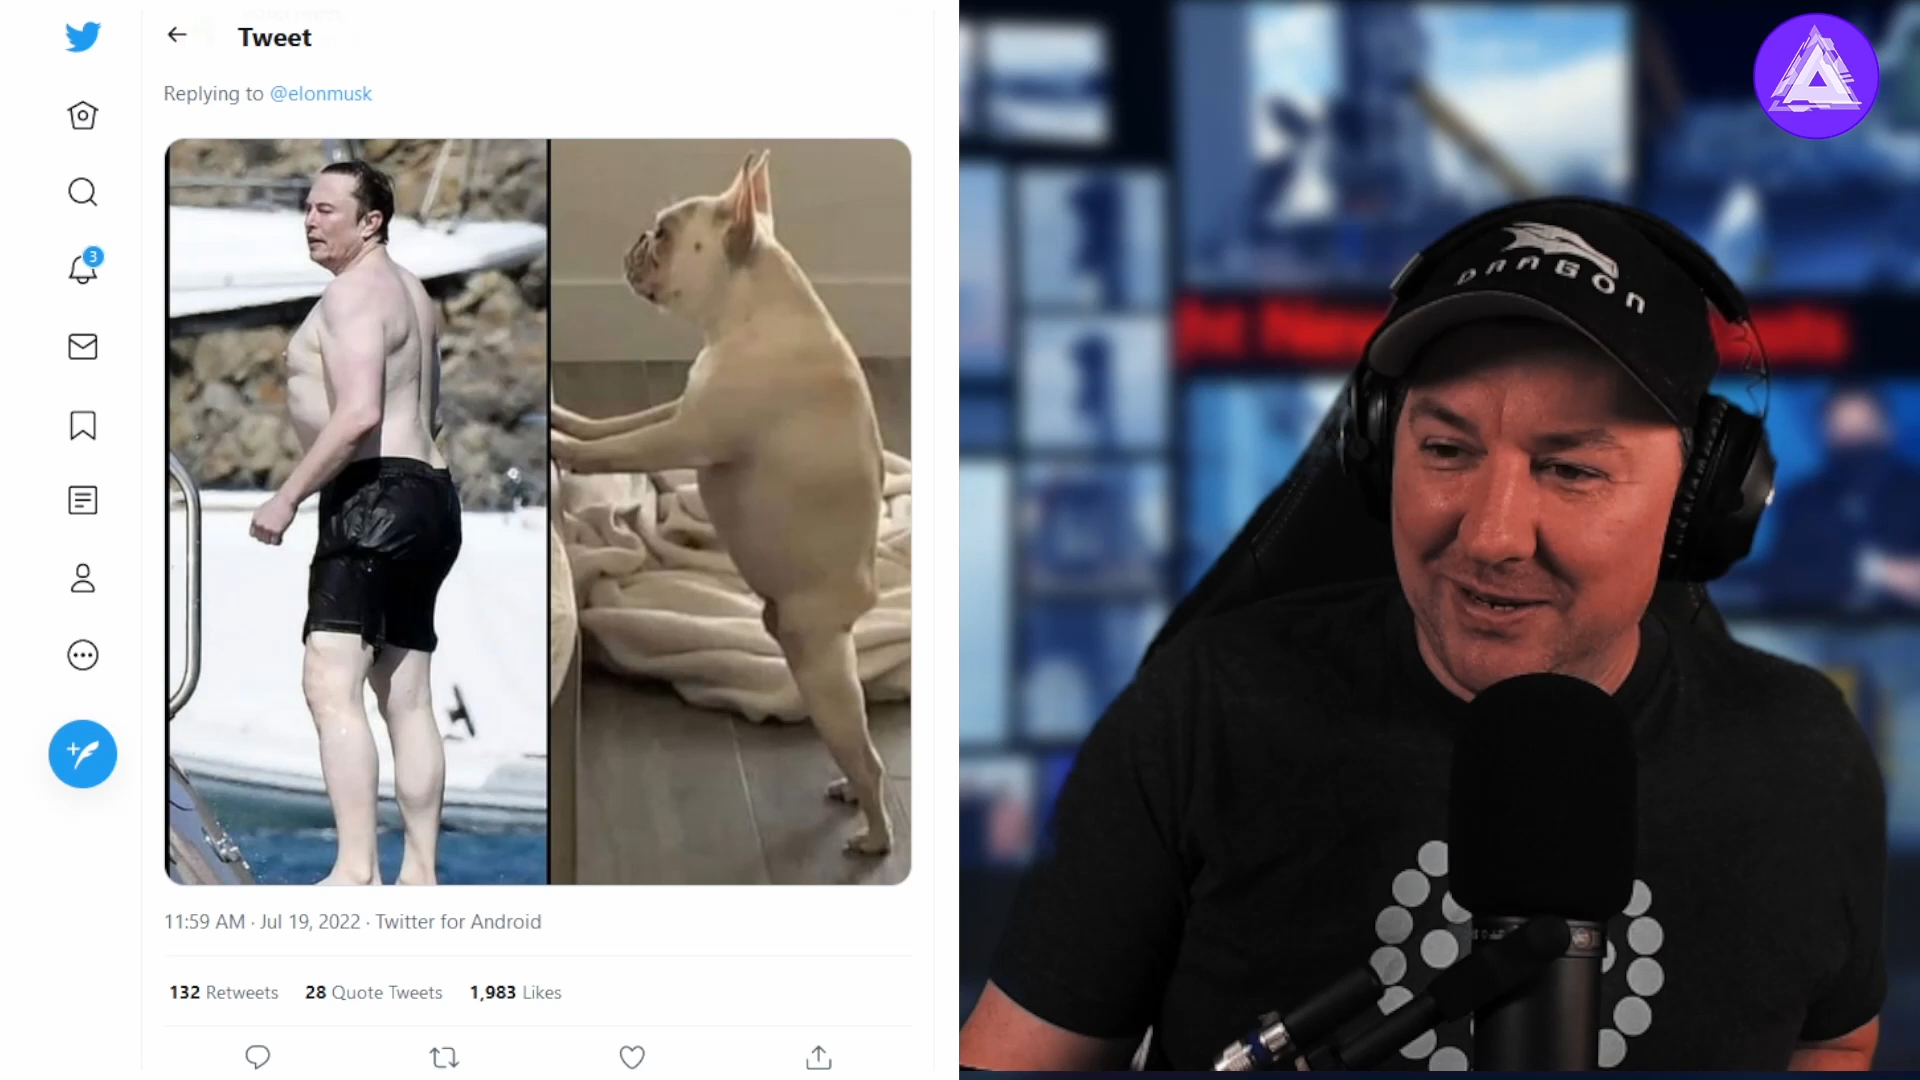 Tweet
Replying to @elonmusk
3
11:59 AM · Jul 19, 2022 · Twitter for Android
132 Retweets 28 Quote Tweets 1,983 Likes
DRAGON